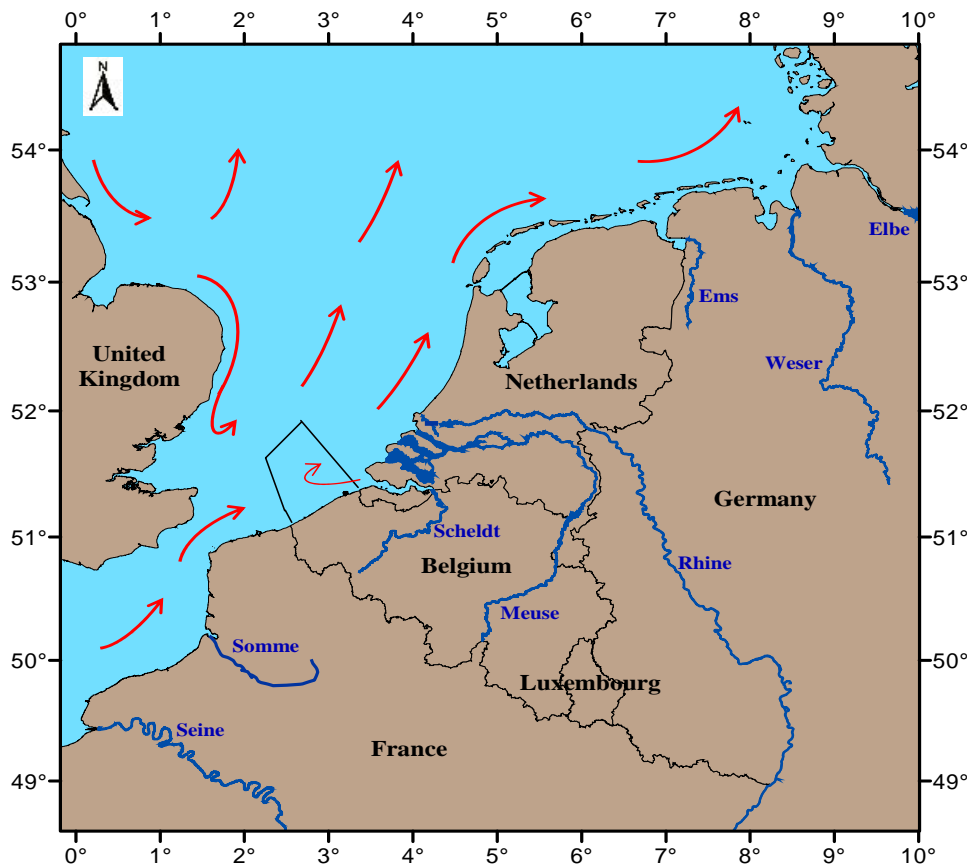 0° 1° 2° 3° 4° 5° 6° 7° 8° 9° 10°
N
54° 54°
Elbe
53° 53°
Ems
United
Kingdom
Weser
Netherlands
52° 52°
Germany
51° 51°
Scheldt
Belgium
Rhine
Meuse
Somme
50° 50°
Luxembourg
Seine
France
49° 49°
0° 1° 2° 3° 4° 5° 6° 7° 8° 9° 10°